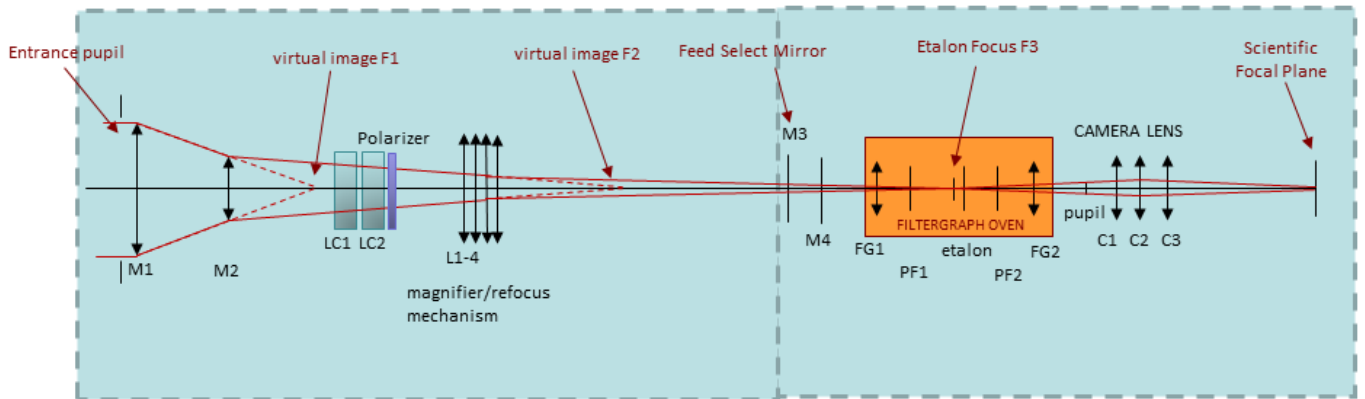 Entrance pupil
virtual image F1
virtual image F2
Feed Select Mirror
Etalon Focus F3
Scientific
Focal Plane
Polarizer
M3
CAMERA LENS
M1
M2
LC1
LC2
L1-4
magnifier/refocus
mechanism
M4
FG1
PF1
FILTERGRAPH OVEN
etalon
PF2
FG2
pupil
C1
C2
C3